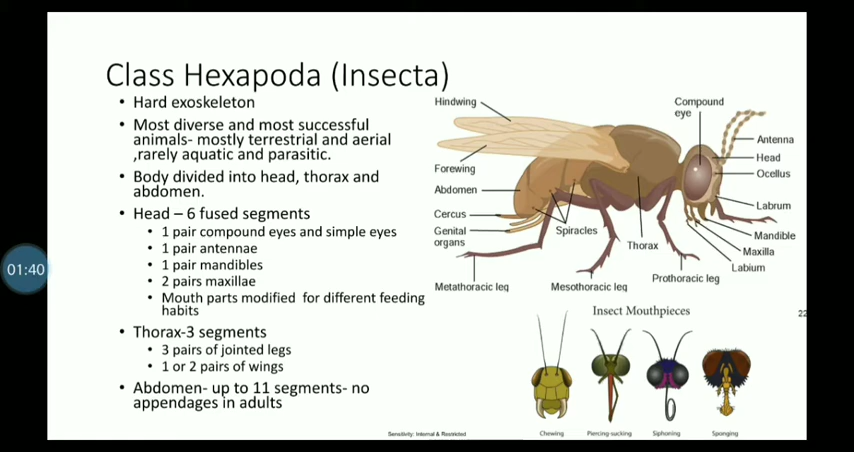 Class Hexapoda (Insecta)
• Hard exoskeleton
• Most diverse and most successful
animals- mostly terrestrial and aerial
,rarely aquatic and parasitic.
• Body divided into head, thorax and
abdomen.
• Head – 6 fused segments
• 1 pair compound eyes and simple eyes
• 1 pair antennae
• 1 pair mandibles
• 2 pairs maxillae
• Mouth parts modified for different feeding
habits
• Thorax-3 segments
• 3 pairs of jointed legs
• 1 or 2 pairs of wings
• Abdomen- up to 11 segments- no
appendages in adults
Hindwing
Compound
eye
Antenna
Head
Ocellus
Forewing
Abdomen
Labrum
Cercus
Genital
organs
Spiracles
Thorax
Mandible
Maxilla
Labium
Prothoracic leg
Metathoracic leg
Mesothoracic leg
Insect Mouthpieces
Chewing
Piercing-sucking
Siphoning
Sponging
22
Sensitivity: Internal & Restricted
01:40